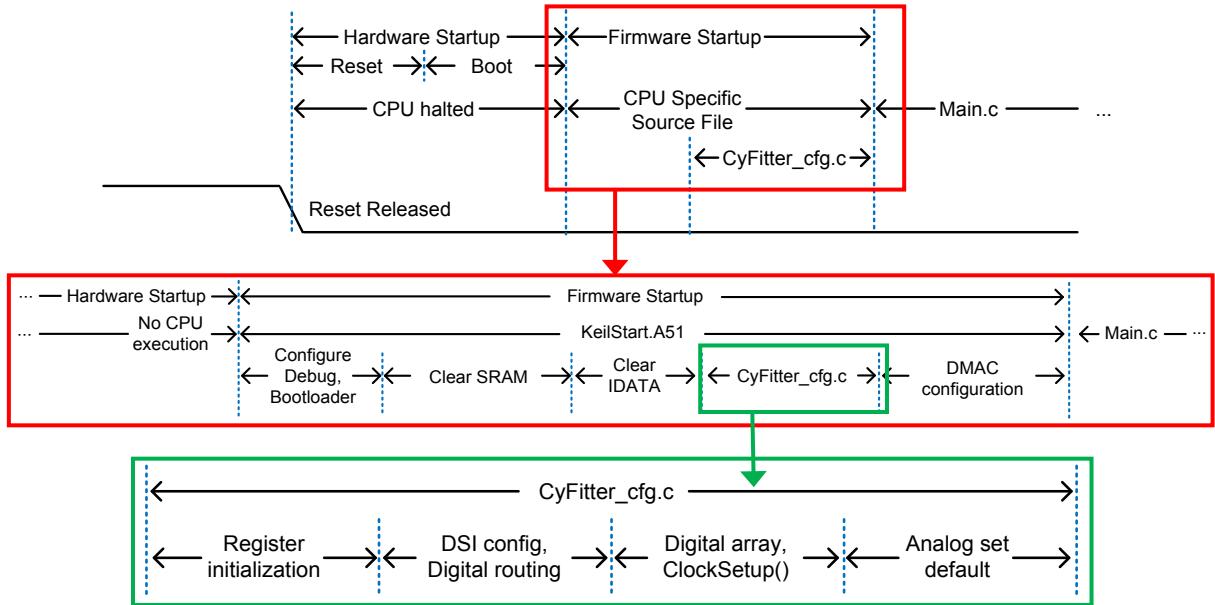 Hardware Startup
Firmware Startup
Reset
Boot
CPU halted
CPU Specific
Source File
Main.c
...
CyFitter_cfg.c
Reset Released
...
Hardware Startup
Firmware Startup
...
No CPU
execution
KeilStart.A51
Main.c
...
Configure
Debug,
Bootloader
Clear SRAM
Clear
IDATA
CyFitter_cfg.c
DMAC
configuration
CyFitter_cfg.c
Register
initialization
DSI config,
Digital routing
Digital array,
ClockSetup()
Analog set
default